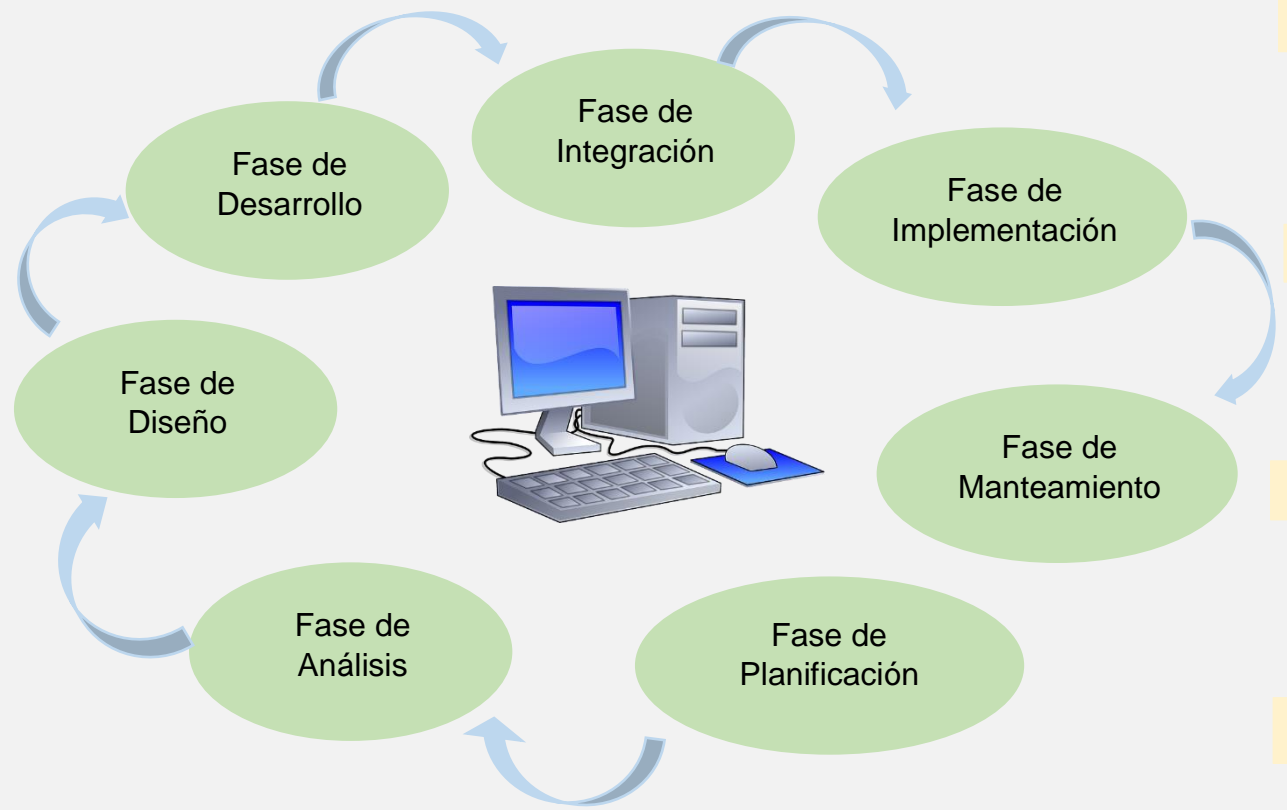 Fase de
Integración
Fase de
Desarrollo
Fase de
Implementación
Fase de
Diseño
Fase de
Manteamiento
Fase de
Análisis
Fase de
Planificación